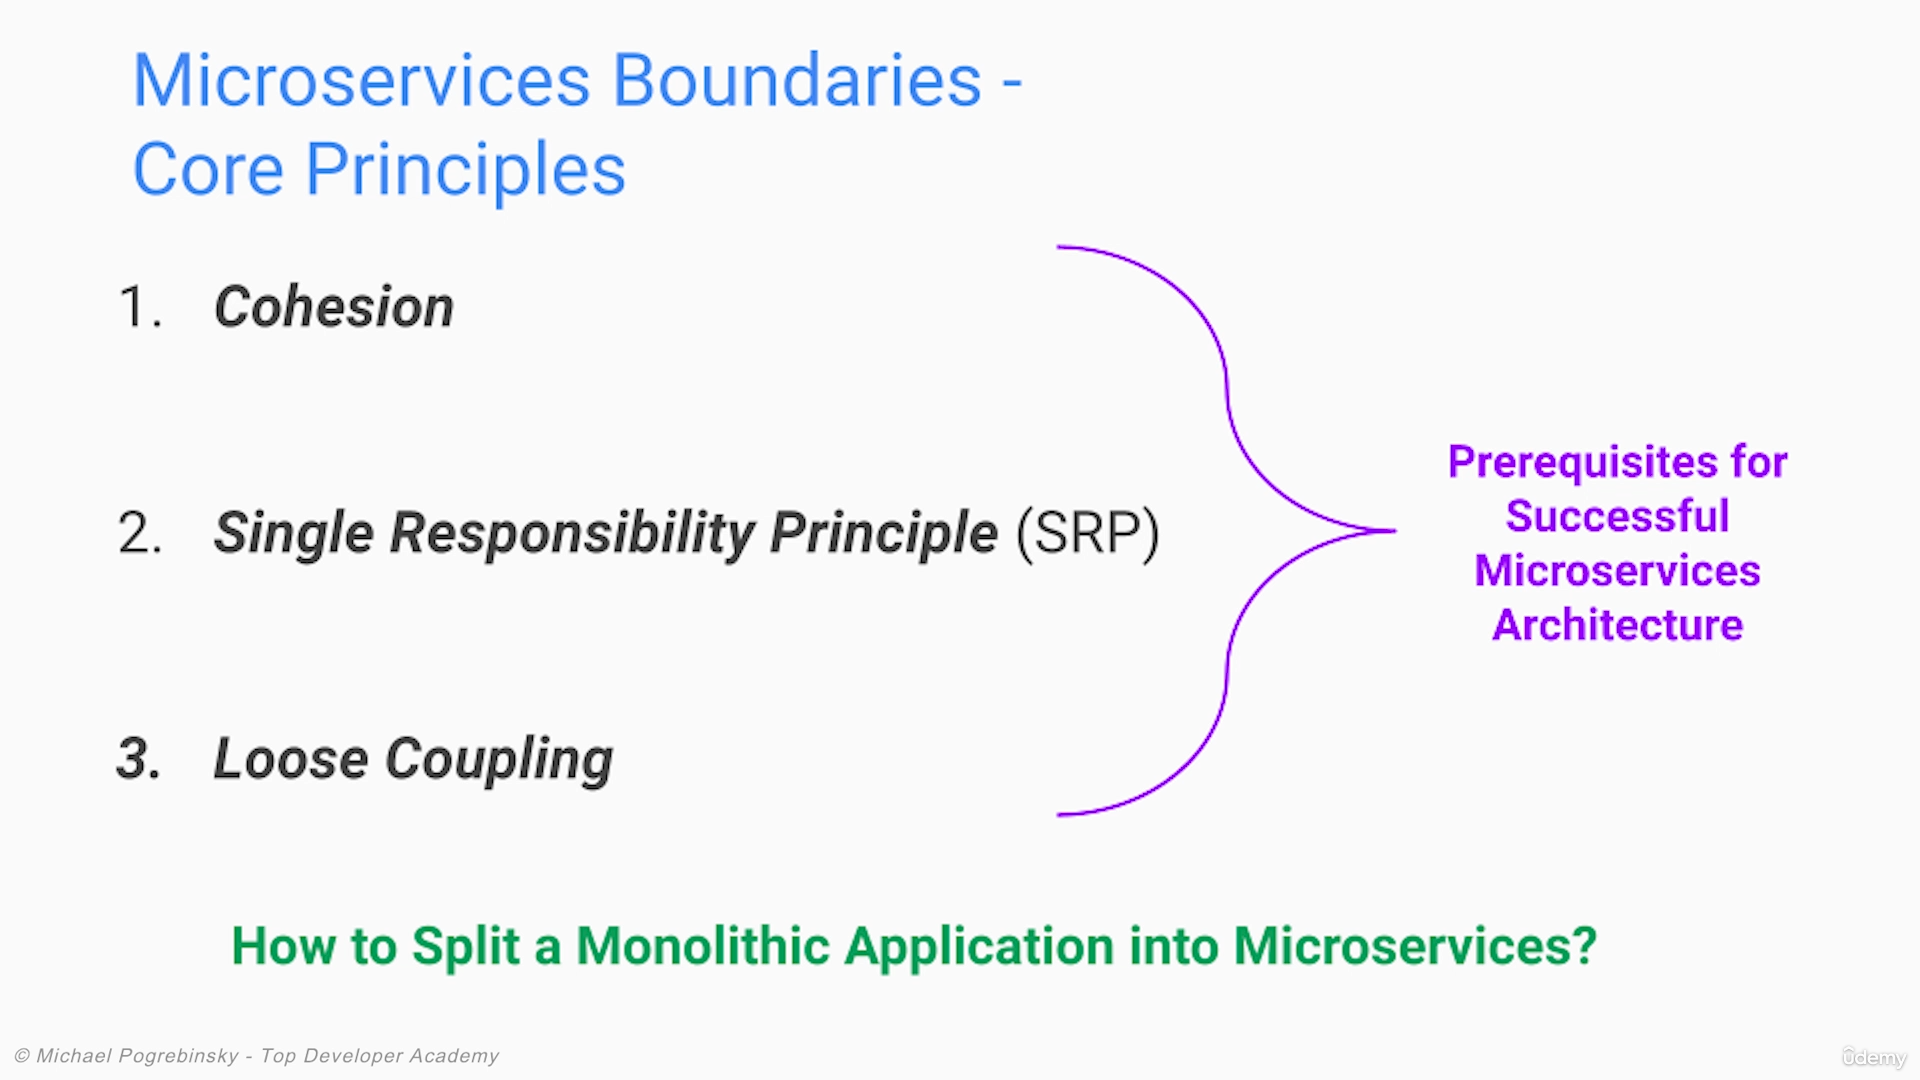 Microservices Boundaries -
Core Principles
1. Cohesion
2. Single Responsibility Principle (SRP)
3. Loose Coupling
Prerequisites for
Successful
Microservices
Architecture
How to Split a Monolithic Application into Microservices?
© Michael Pogrebinsky - Top Developer Academy
ûdemy